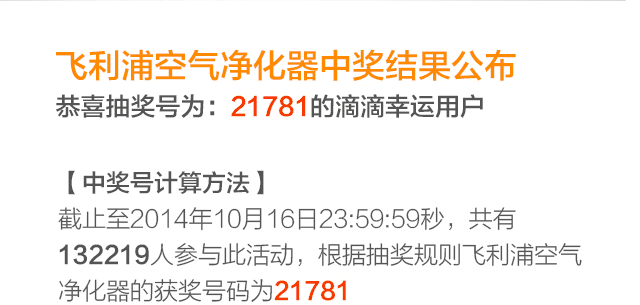 飞利浦空气净化器中奖结果公布
恭喜抽奖号为：21781的滴滴幸运用户
【中奖号计算方法】
截止至2014年10月16日23:59:59秒，共有
132219人参与此活动，根据抽奖规则飞利浦空气
净化器的获奖号码为21781